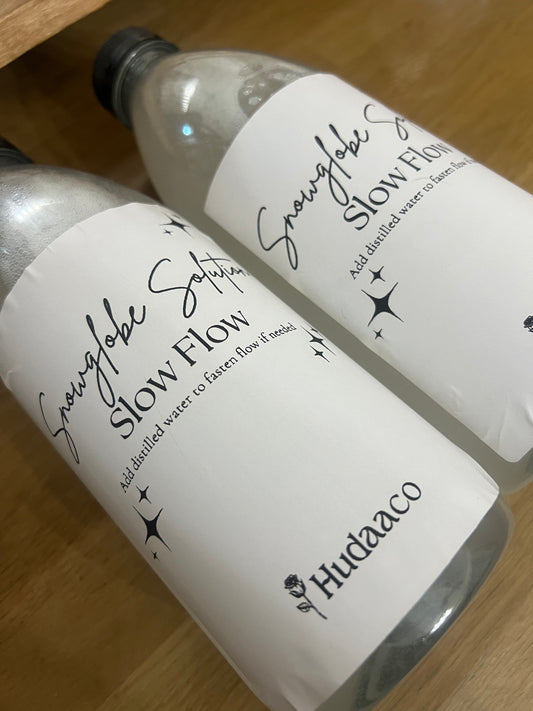 Snowglobe Solution
Slow Flow
Add distilled water to fasten flow if needed
Hudaaco
Snowglobe
Slow Flow
Add distilled water to fasten flow